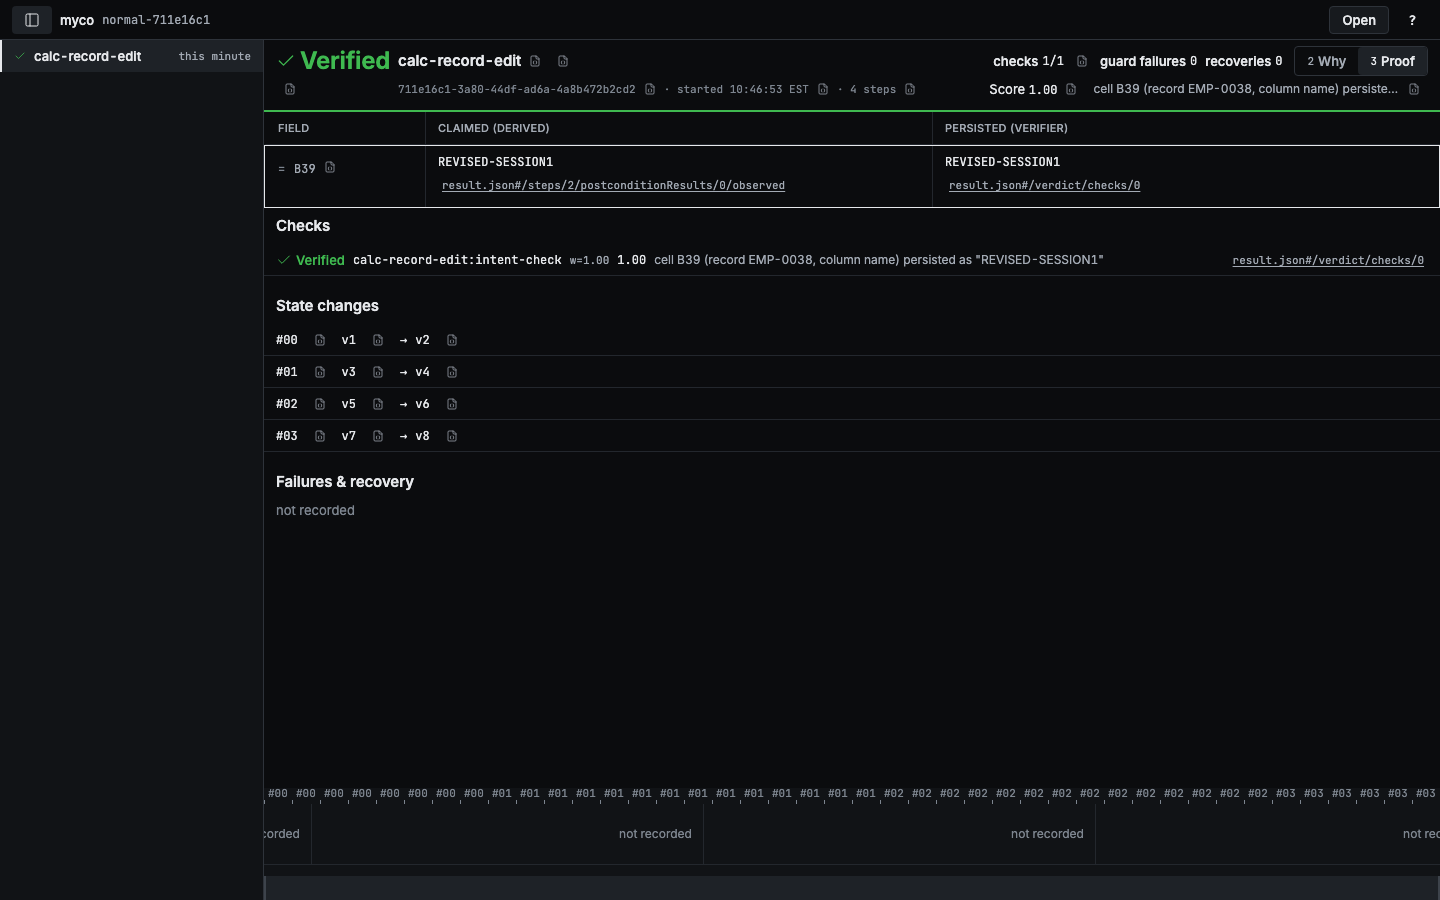 myco normal-711e16c1 Open ?
calc-record-edit this minute
Verified calc-record-edit checks 1/1 guard failures 0 recoveries 0 2 Why 3 Proof
711e16c1-3a80-44df-ad6a-4a8b472b2cd2 · started 10:46:53 EST · 4 steps Score 1.00 cell B39 (record EMP-0038, column name) persiste...
FIELD CLAIMED (DERIVED) PERSISTED (VERIFIER)
= B39 REVISED-SESSION1 REVISED-SESSION1
result.json#/steps/2/postconditionResults/0/observed result.json#/verdict/checks/0
Checks
Verified calc-record-edit:intent-check w=1.00 1.00 cell B39 (record EMP-0038, column name) persisted as "REVISED-SESSION1" result.json#/verdict/checks/0
State changes
#00 v1 → v2
#01 v3 → v4
#02 v5 → v6
#03 v7 → v8
Failures & recovery
not recorded
#00 #00 #00 #00 #00 #00 #00 #00 #01 #01 #01 #01 #01 #01 #01 #01 #01 #01 #01 #01 #01 #01 #02 #02 #02 #02 #02 #02 #02 #02 #02 #02 #02 #02 #02 #02 #03 #03 #03 #03 #03 #03
corded not recorded not recorded not rec